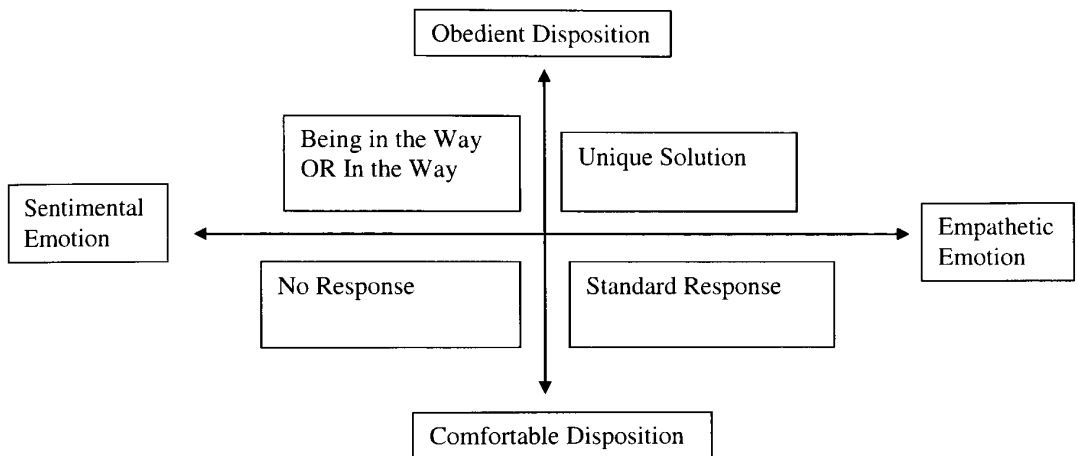 Obedient Disposition
Being in the Way
OR In the Way
Unique Solution
Sentimental
Emotion
Empathetic
Emotion
No Response
Standard Response
Comfortable Disposition